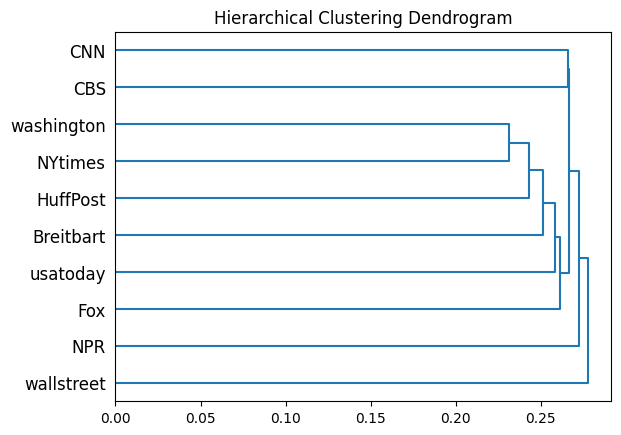 Hierarchical Clustering Dendrogram
CNN
CBS
washington
NYtimes
HuffPost
Breitbart
usatoday
Fox
NPR
wallstreet
0.00 0.05 0.10 0.15 0.20 0.25